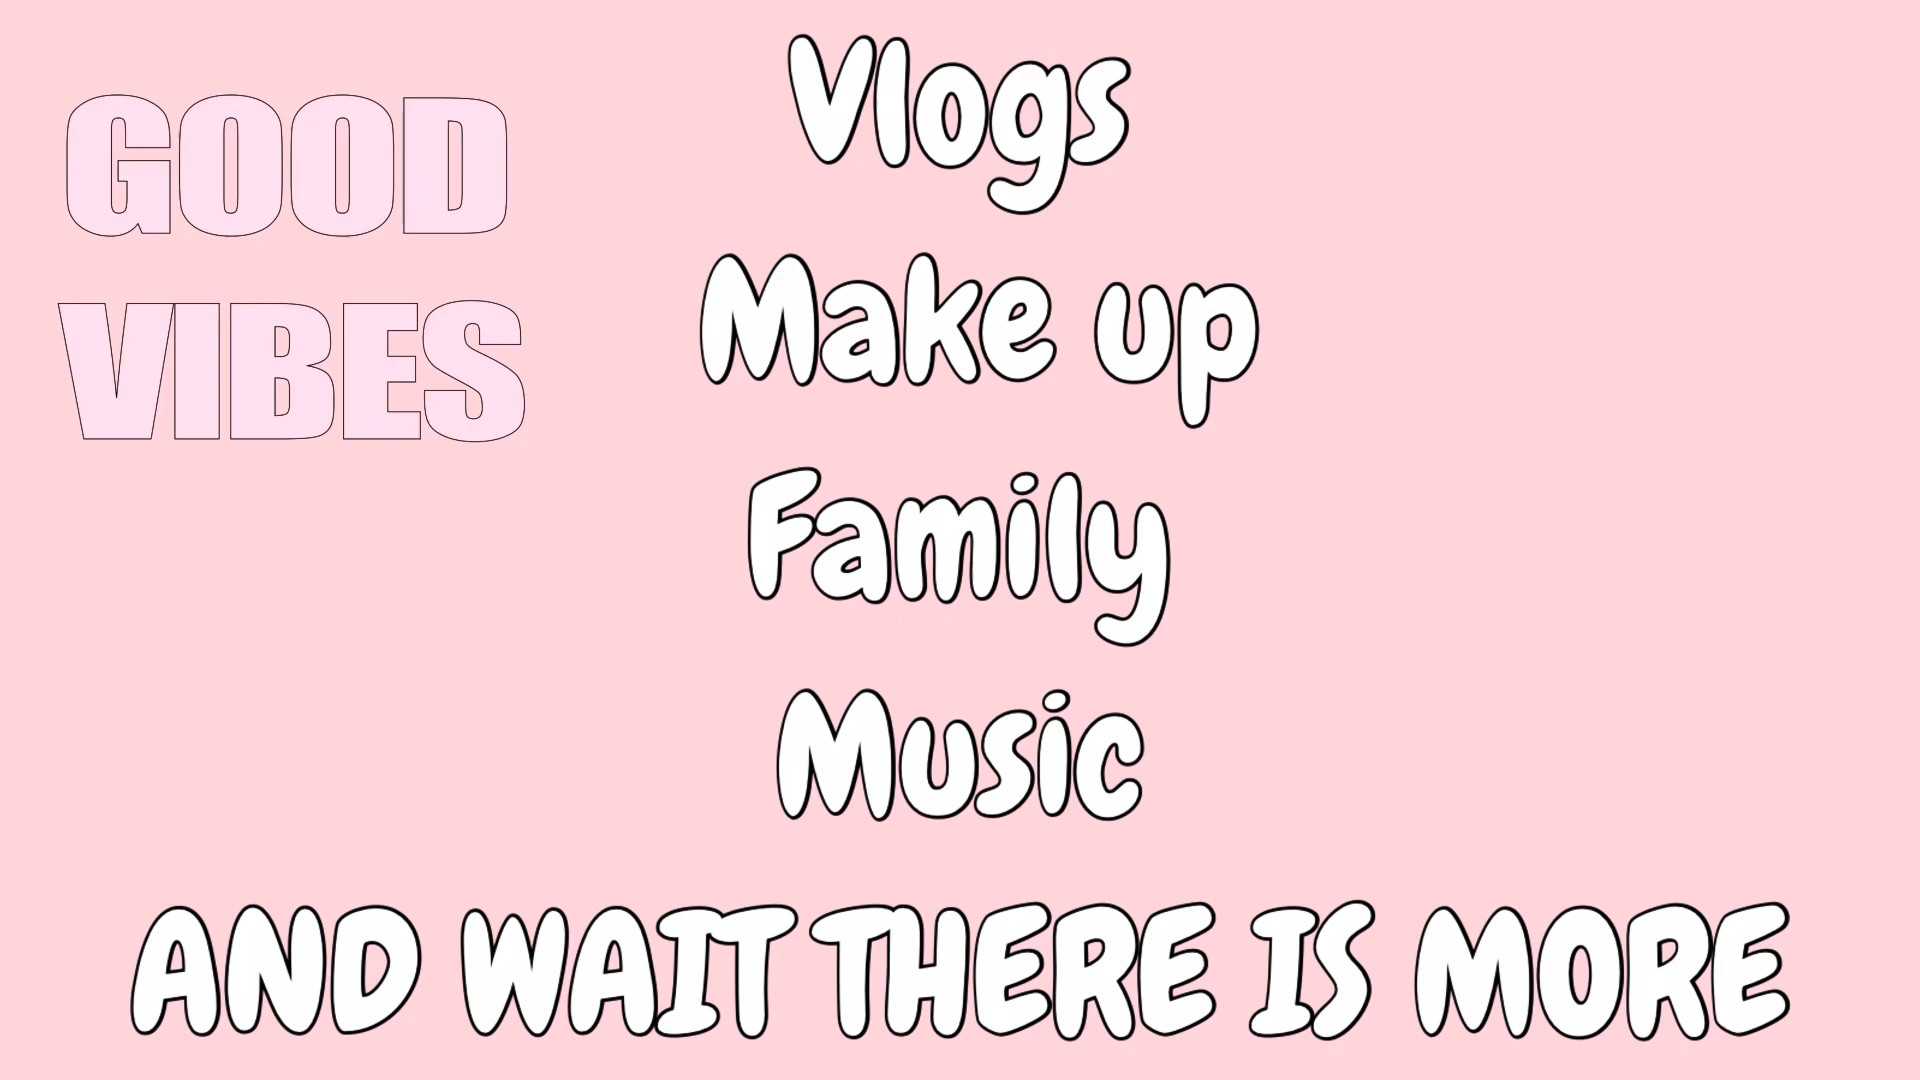 GOOD
VIBES
Vlogs
Make up
Family
Music
AND WAIT THERE IS MORE